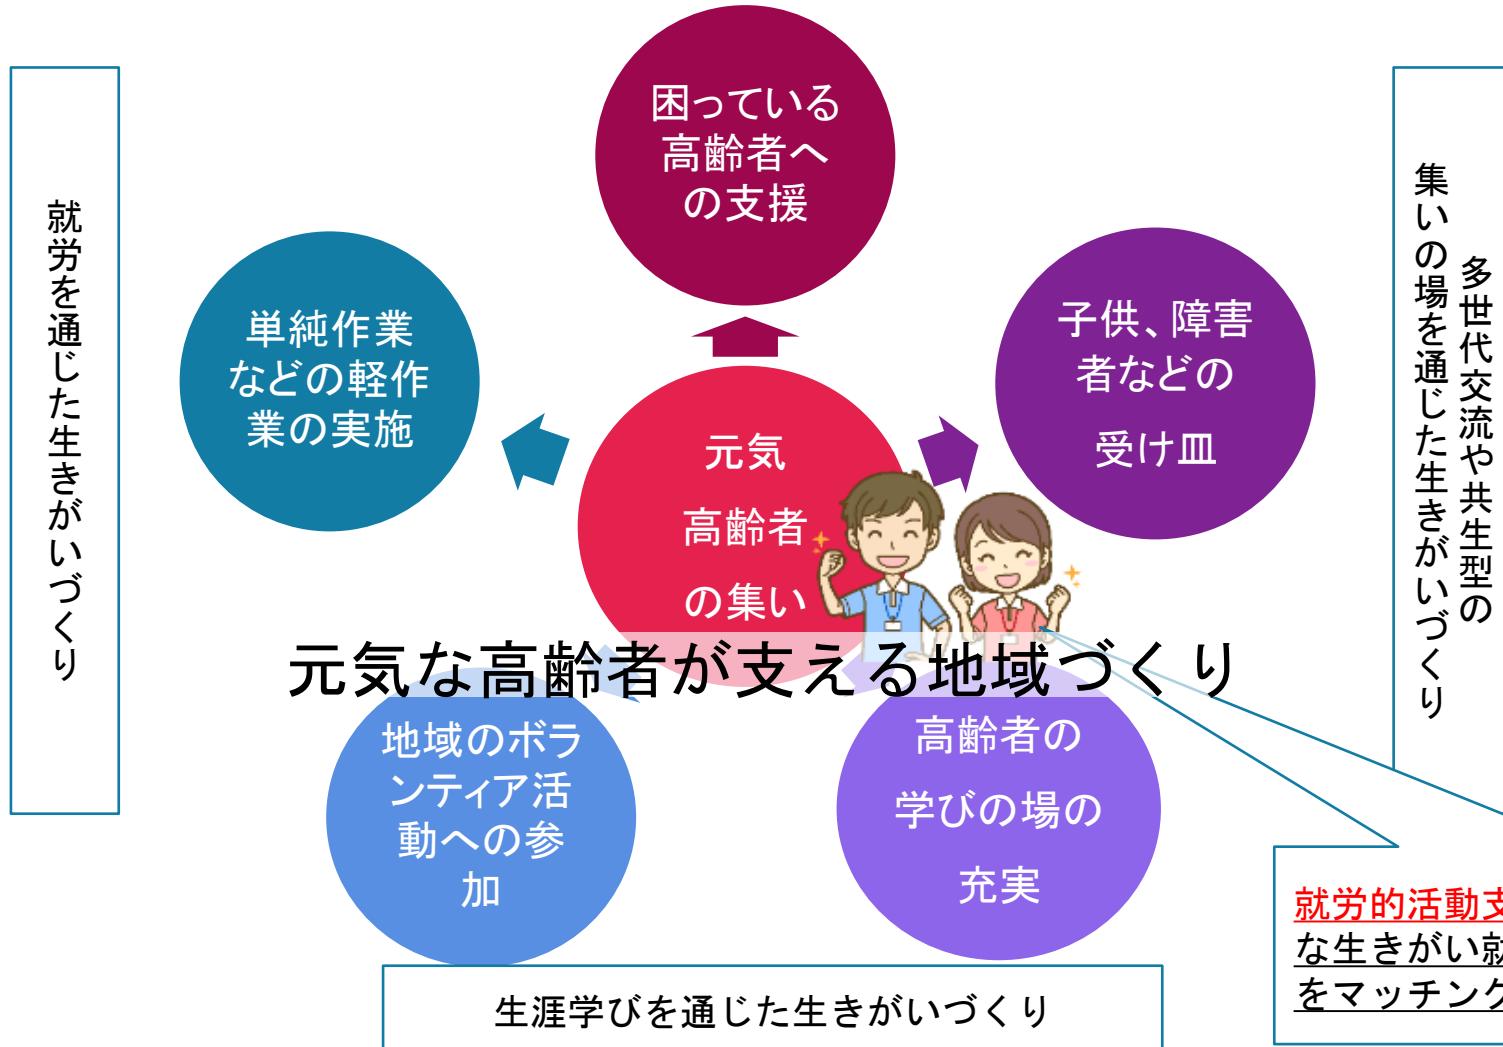 困っている
高齢者へ
の支援
就労を通じた生きがいづくり
多世代交流や共生型の
集いの場を通じた生きがいづくり
単純作業
などの軽作
業の実施
子供、障害
者などの
受け皿
元気
高齢者
の集い
元気な高齢者が支える地域づくり
地域のボラ
ンティア活
動への参
加
高齢者の
学びの場の
充実
就労的活動支
な生きがい就
をマッチング
生涯学びを通じた生きがいづくり